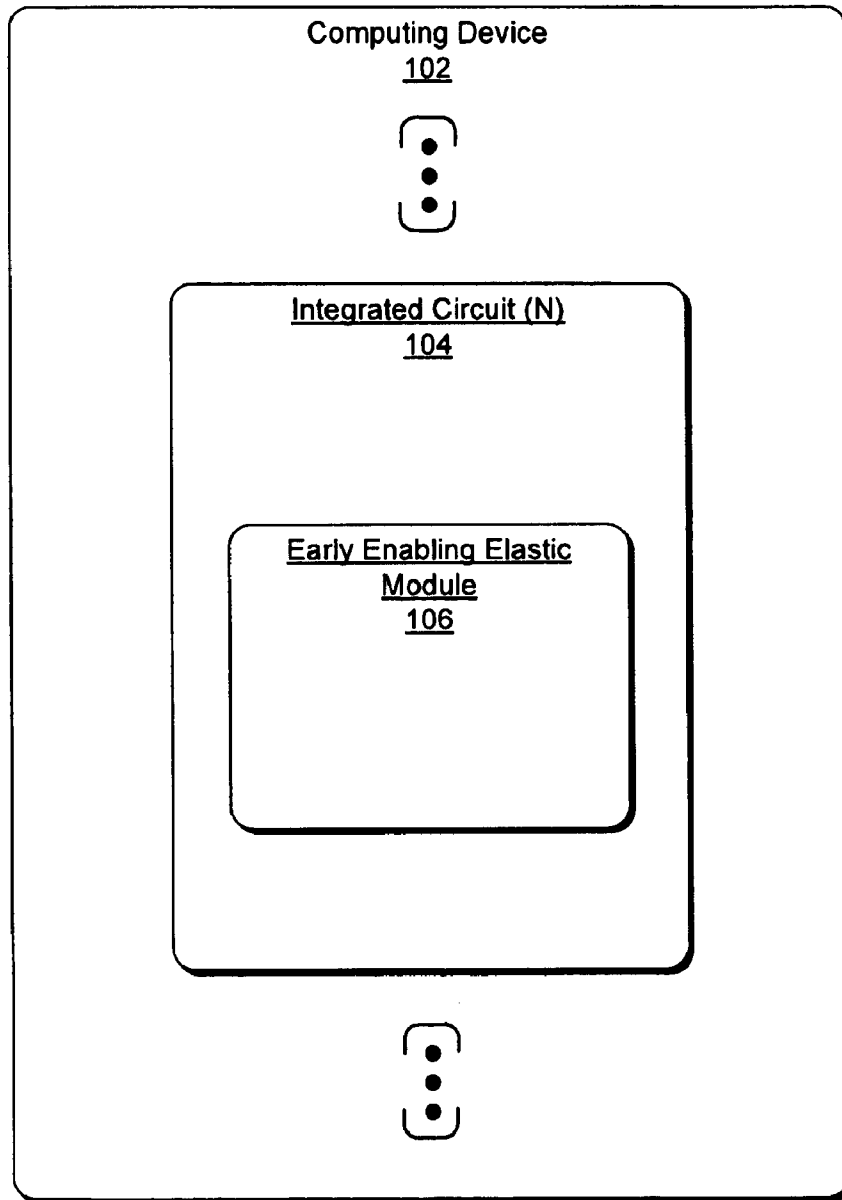 Computing Device
102
Integrated Circuit (N)
104
Early Enabling Elastic
Module
106